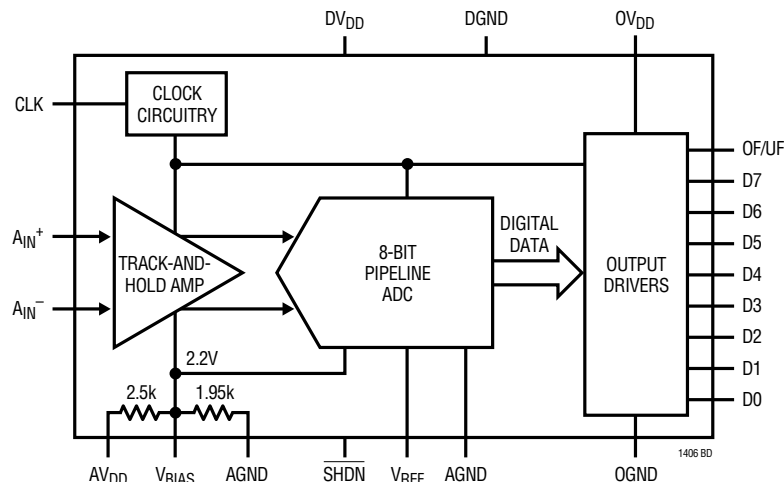 DVDD
DGND
OVDD
CLK
CLOCK
CIRCUITRY
OF/UF
D7
D6
D5
D4
D3
D2
D1
D0
AIN+
AIN–
TRACK-AND-
HOLD AMP
8-BIT
PIPELINE
ADC
DIGITAL
DATA
OUTPUT
DRIVERS
2.2V
2.5k
1.95k
1406 BD
AVDD
VBIAS
AGND
SHDN
VREF
AGND
OGND